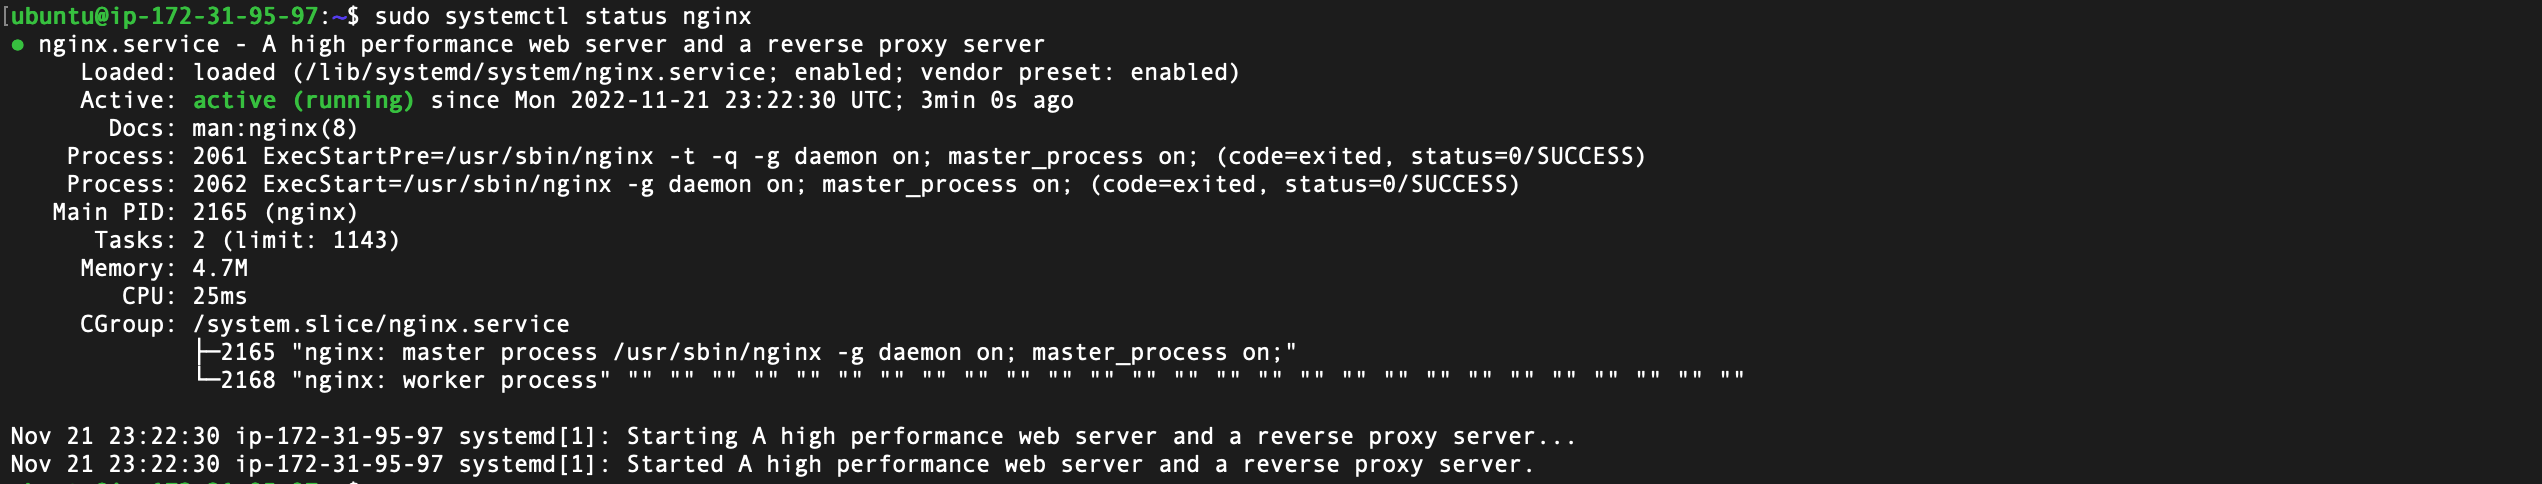 [ubuntu@ip-172-31-95-97:~$ sudo systemctl status nginx
● nginx.service - A high performance web server and a reverse proxy server
     Loaded: loaded (/lib/systemd/system/nginx.service; enabled; vendor preset: enabled)
     Active: active (running) since Mon 2022-11-21 23:22:30 UTC; 3min 0s ago
       Docs: man:nginx(8)
    Process: 2061 ExecStartPre=/usr/sbin/nginx -t -q -g daemon on; master_process on; (code=exited, status=0/SUCCESS)
    Process: 2062 ExecStart=/usr/sbin/nginx -g daemon on; master_process on; (code=exited, status=0/SUCCESS)
   Main PID: 2165 (nginx)
      Tasks: 2 (limit: 1143)
     Memory: 4.7M
        CPU: 25ms
     CGroup: /system.slice/nginx.service
             ├─2165 "nginx: master process /usr/sbin/nginx -g daemon on; master_process on;"
             └─2168 "nginx: worker process" "" "" "" "" "" "" "" "" "" "" "" "" "" "" "" "" "" "" "" "" "" "" "" "" "" "" ""

Nov 21 23:22:30 ip-172-31-95-97 systemd[1]: Starting A high performance web server and a reverse proxy server...
Nov 21 23:22:30 ip-172-31-95-97 systemd[1]: Started A high performance web server and a reverse proxy server.